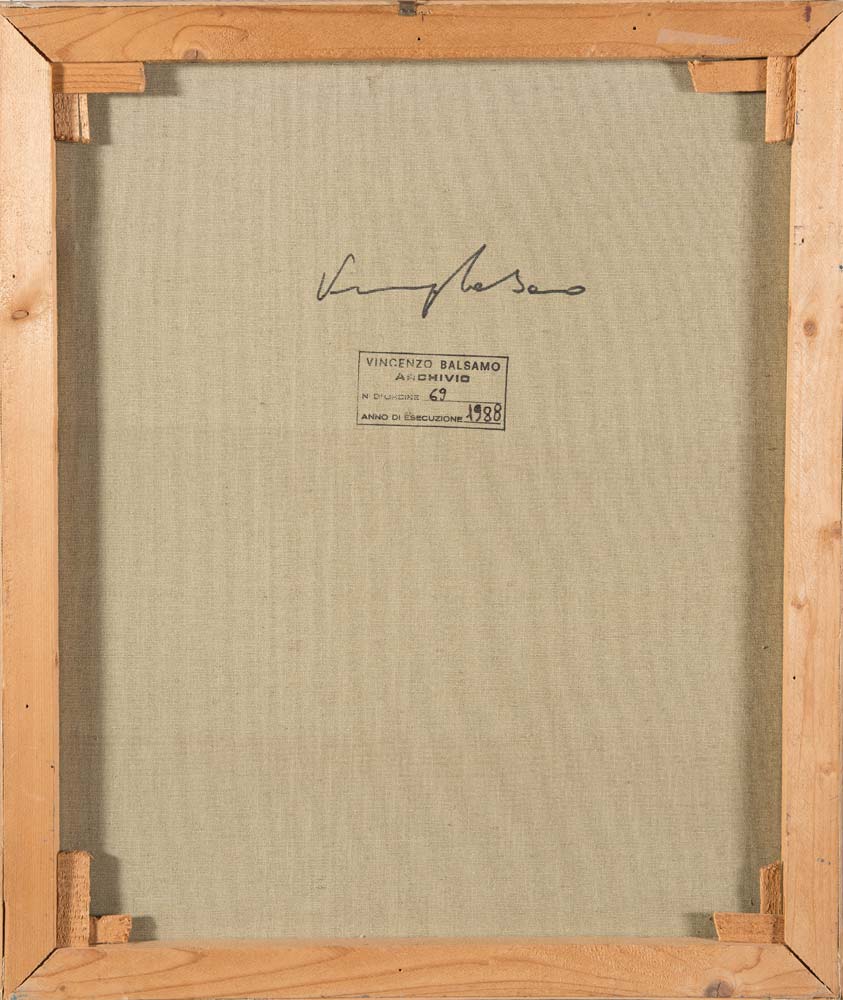 Vincenzo Balsamo
VINCENZO BALSAMO
ARCHIVIO
N. D'ORDINE 69
ANNO DI ESECUZIONE 1988